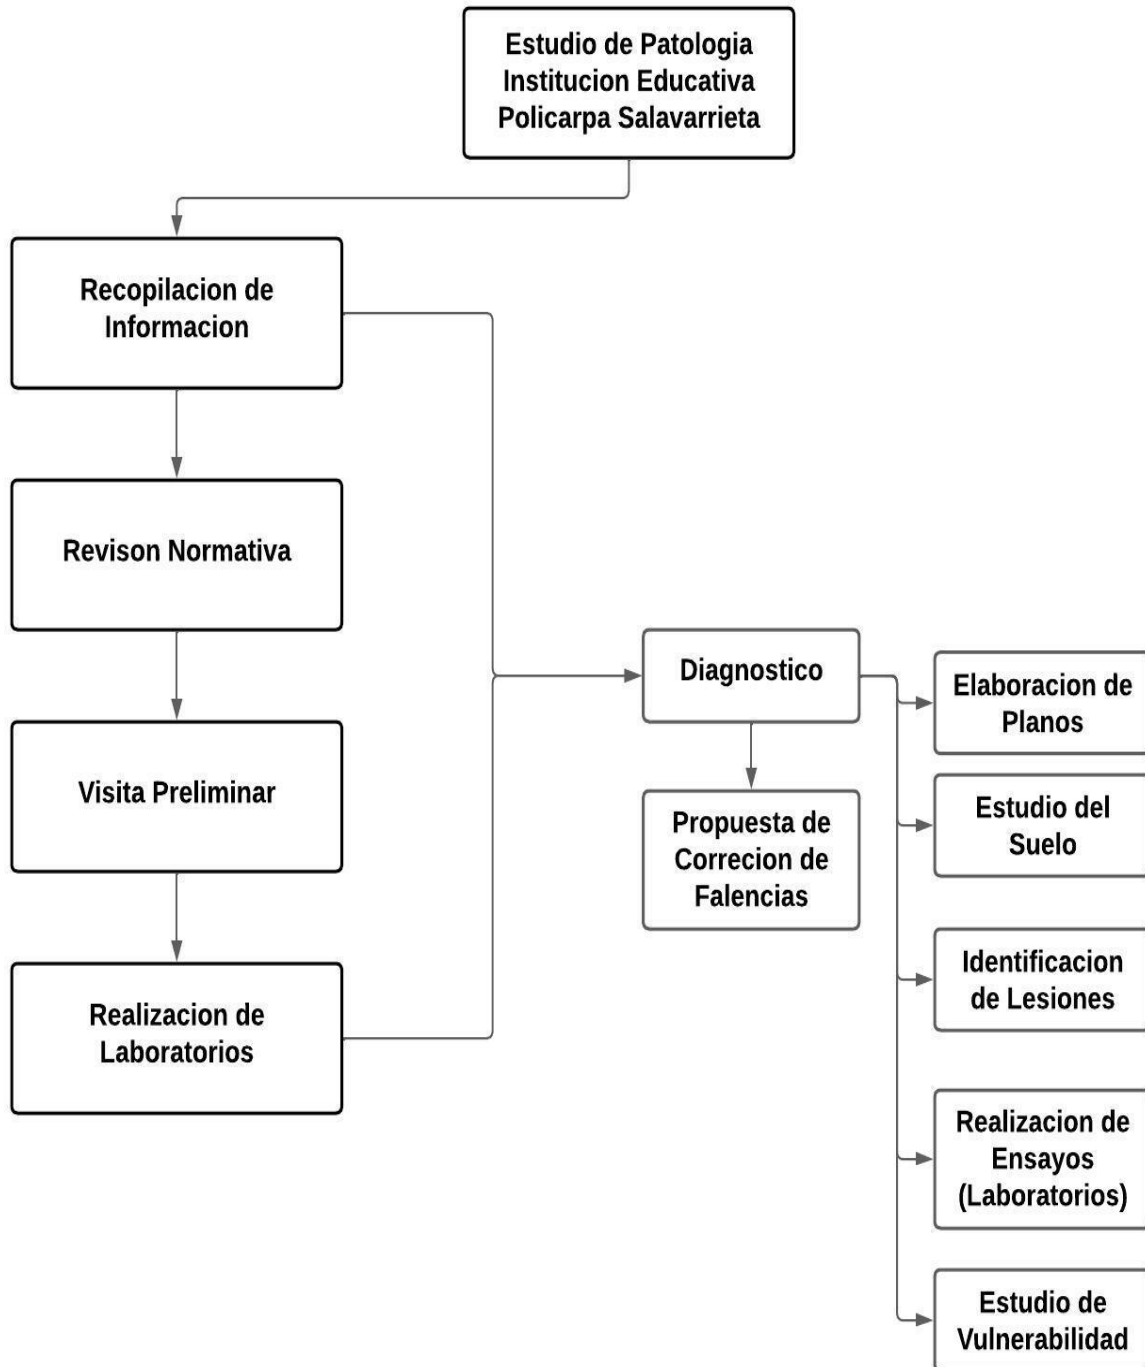 Estudio de Patologia
Institucion Educativa
Policarpa Salavarrieta
Recopilacion de
Informacion
Revison Normativa
Visita Preliminar
Realizacion de
Laboratorios
Diagnostico
Propuesta de
Correcion de
Falencias
Elaboracion de
Planos
Estudio del
Suelo
Identificacion
de Lesiones
Realizacion de
Ensayos
(Laboratorios)
Estudio de
Vulnerabilidad